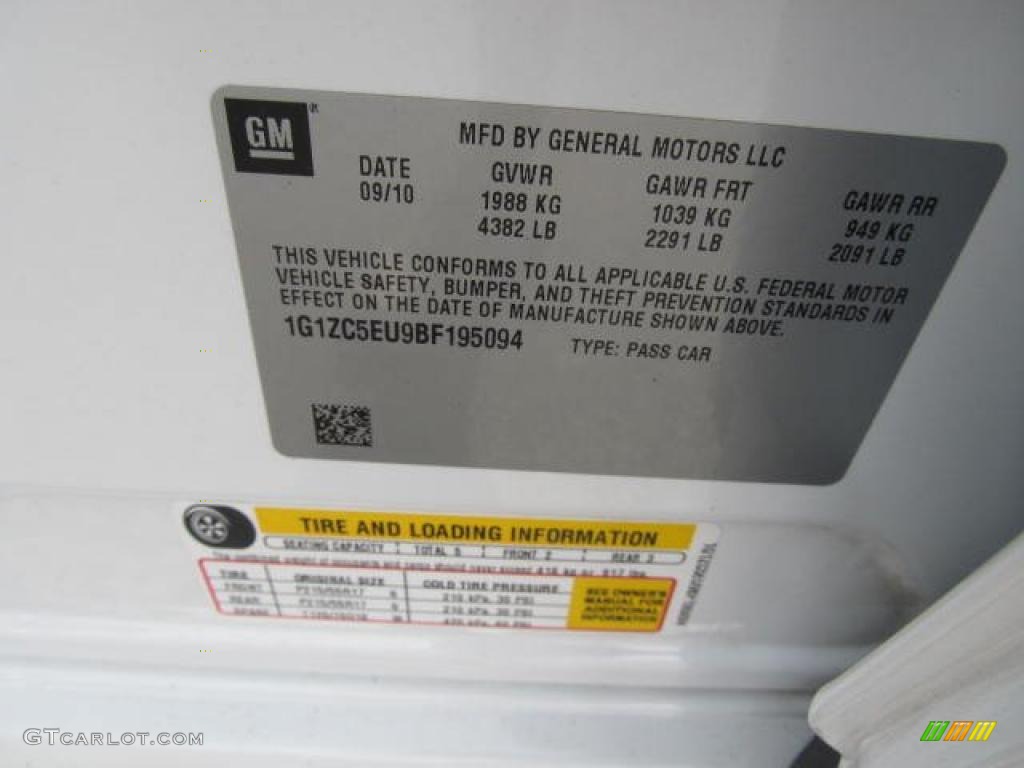 GM
MFD BY GENERAL MOTORS LLC
DATE GVWR GAWR FRT GAWR RR
09/10 1988 KG 1039 KG 949 KG
4382 LB 2291 LB 2091 LB
THIS VEHICLE CONFORMS TO ALL APPLICABLE U.S. FEDERAL MOTOR
VEHICLE SAFETY, BUMPER, AND THEFT PREVENTION STANDARDS IN
EFFECT ON THE DATE OF MANUFACTURE SHOWN ABOVE.
1G1ZC5EU9BF195094 TYPE: PASS CAR
TIRE AND LOADING INFORMATION
SEATING CAPACITY TOTAL 5 FRONT 2 REAR 3
TIRE ORIGINAL SIZE COLD TIRE PRESSURE
FRONT
REAR
SPARE
SEE OWNER'S
MANUAL FOR
ADDITIONAL
INFORMATION
GTCARLOT.COM